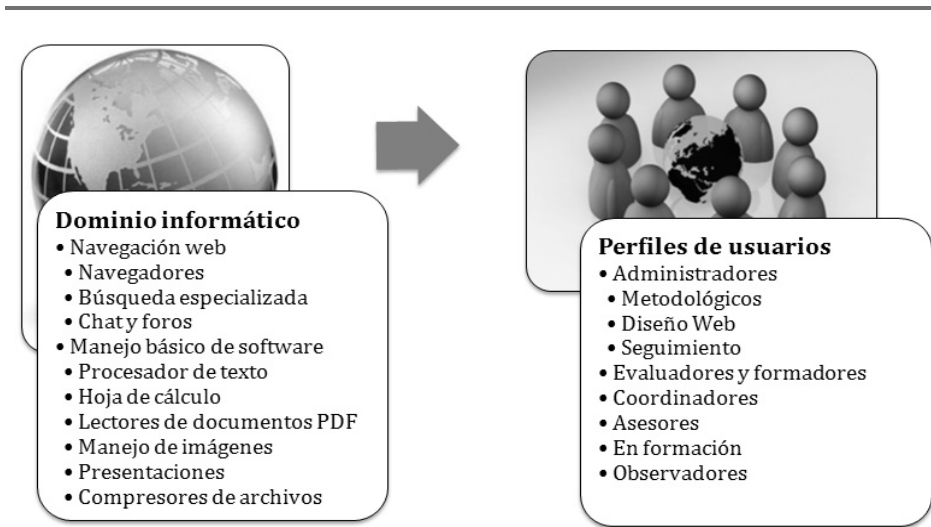 Dominio informático
• Navegación web
• Navegadores
• Búsqueda especializada
• Chat y foros
• Manejo básico de software
• Procesador de texto
• Hoja de cálculo
• Lectores de documentos PDF
• Manejo de imágenes
• Presentaciones
• Compresores de archivos
Perfiles de usuarios
• Administradores
• Metodológicos
• Diseño Web
• Seguimiento
• Evaluadores y formadores
• Coordinadores
• Asesores
• En formación
• Observadores